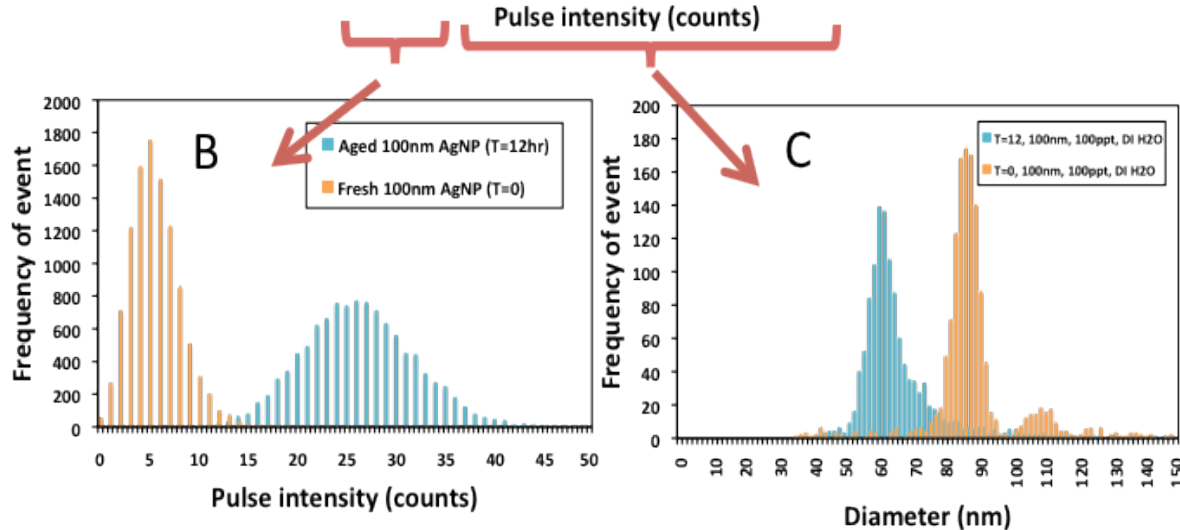 Pulse intensity (counts)
B
Aged 100nm AgNP (T=12hr)
Fresh 100nm AgNP (T=0)
Frequency of event
2000
1800
1600
1400
1200
1000
800
600
400
200
0
0 5 10 15 20 25 30 35 40 45 50
Pulse intensity (counts)
C
T=12, 100nm, 100ppt, DI H2O
T=0, 100nm, 100ppt, DI H2O
Frequency of event
200
180
160
140
120
100
80
60
40
20
0
0 10 20 30 40 50 60 70 80 90 100 110 120 130 140 150
Diameter (nm)